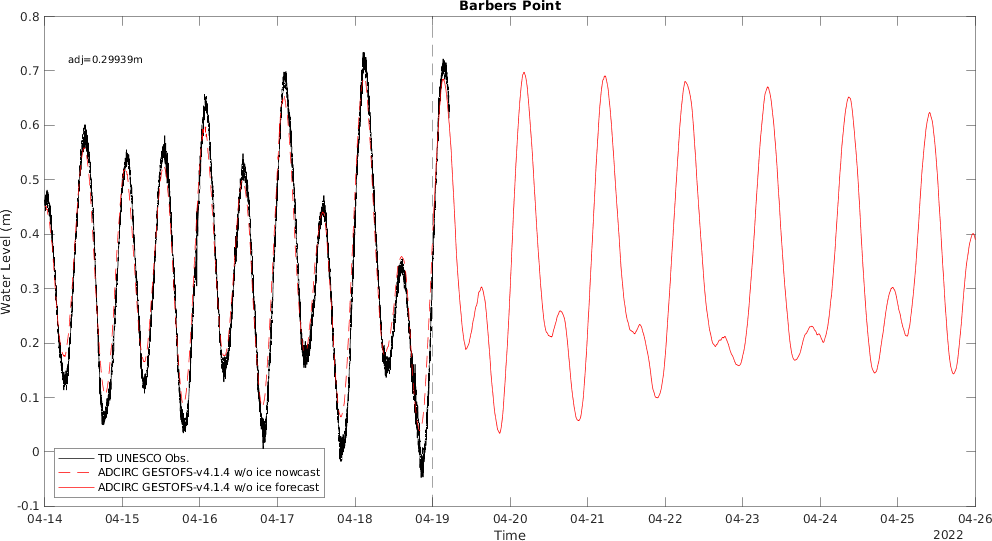 Barbers Point
adj=0.29939m
Water Level (m)
0.8
0.7
0.6
0.5
0.4
0.3
0.2
0.1
0
-0.1
TD UNESCO Obs.
ADCIRC GESTOFS-v4.1.4 w/o ice nowcast
ADCIRC GESTOFS-v4.1.4 w/o ice forecast
04-14 04-15 04-16 04-17 04-18 04-19 04-20 04-21 04-22 04-23 04-24 04-25 04-26
Time
2022